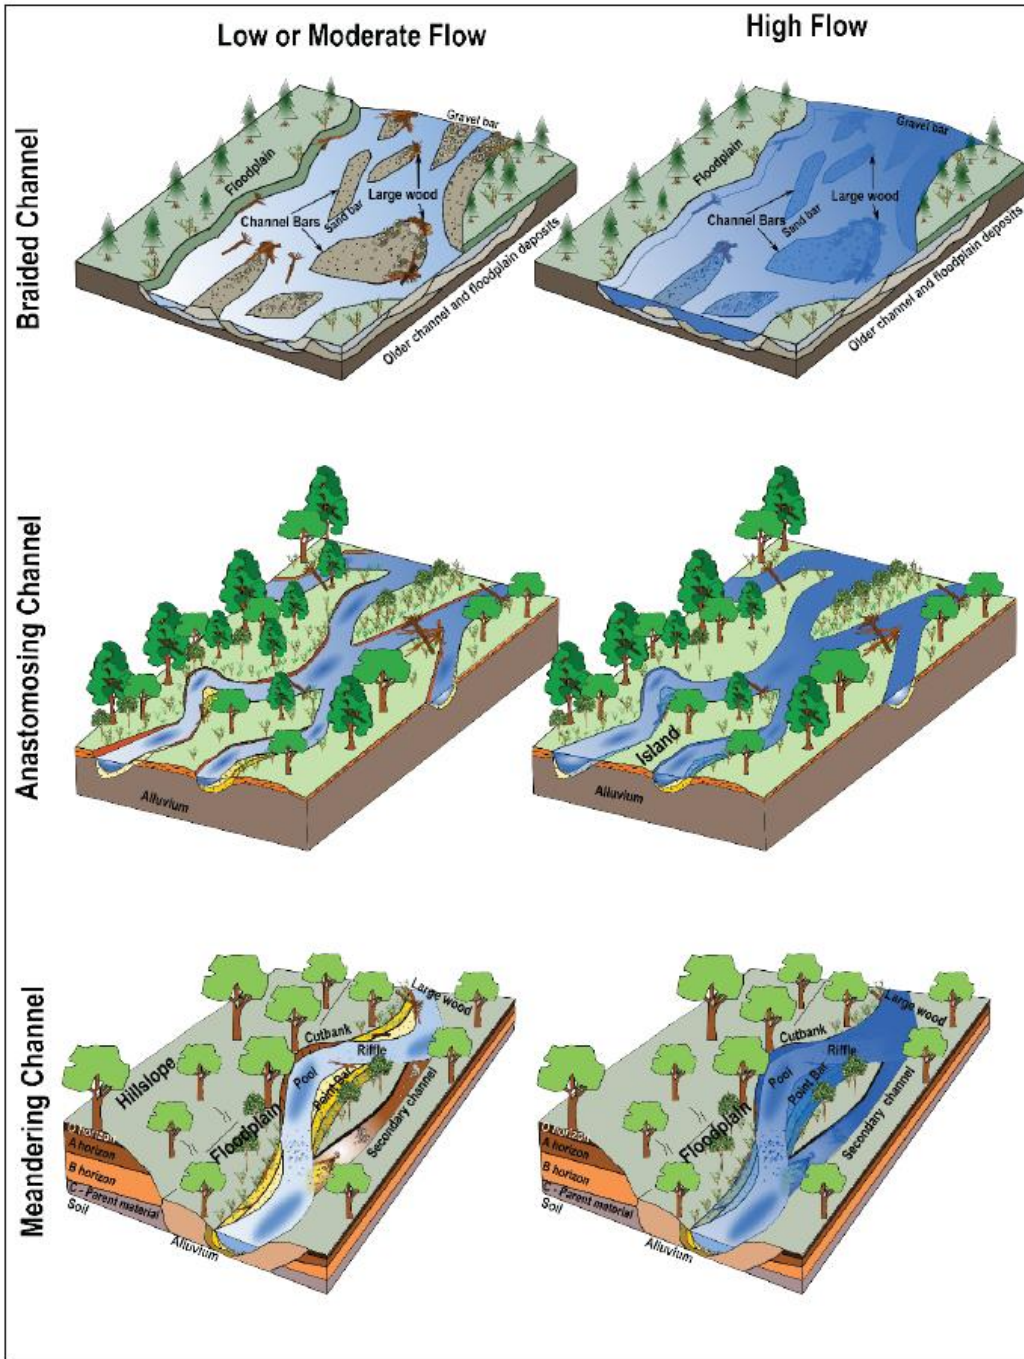 Low or Moderate Flow
High Flow
Braided Channel
Floodplain
Gravel bar
Large wood
Channel Bars
Sand bar
Older channel and floodplain deposits
Floodplain
Gravel bar
Large wood
Channel Bars
Sand bar
Older channel and floodplain deposits
Anastomosing Channel
Alluvium
Island
Alluvium
Meandering Channel
Large wood
Cutbank
Riffle
Hillslope
Pool
Point Bar
Floodplain
Secondary channel
O horizon
A horizon
B horizon
C - Parent material
Soil
Alluvium
Large wood
Cutbank
Riffle
Pool
Point Bar
Floodplain
Secondary channel
O horizon
A horizon
B horizon
C - Parent material
Soil
Alluvium